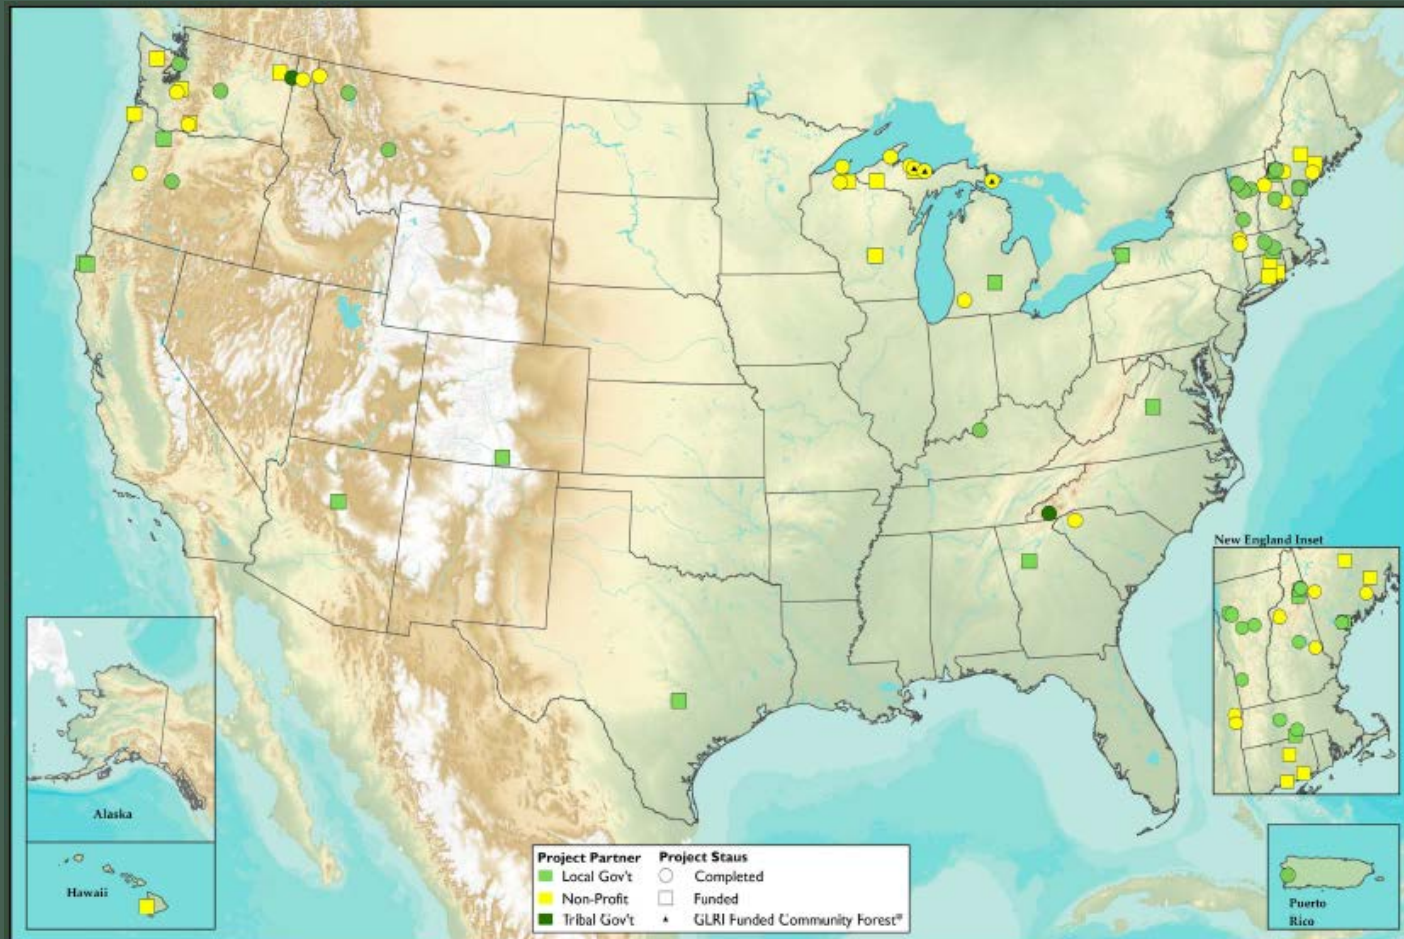 New England Inset
Alaska
Hawaii
Puerto
Rico
Project Partner Project Staus
Local Gov't Completed
Non-Profit Funded
Tribal Gov't GLRI Funded Community Forest*